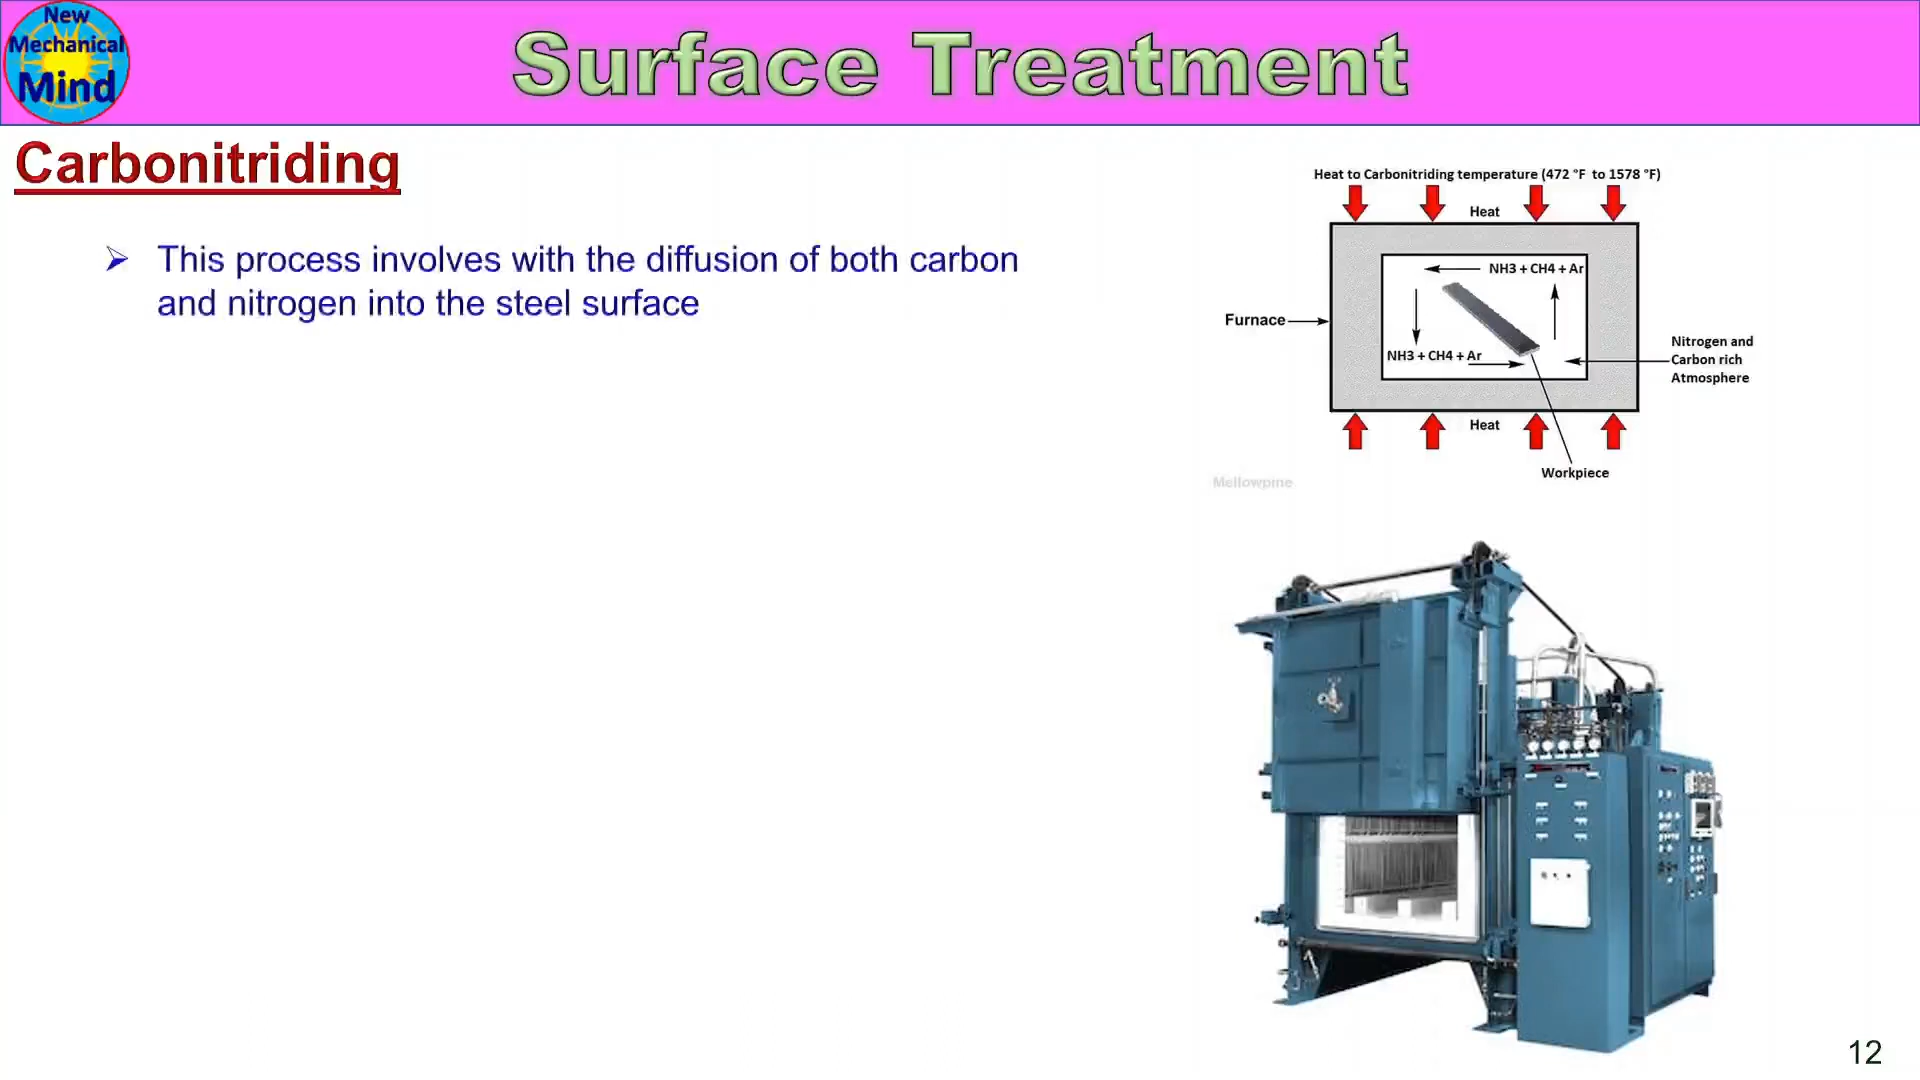 New
Mechanical
Mind
Surface Treatment
Carbonitriding
This process involves with the diffusion of both carbon
and nitrogen into the steel surface
Heat to Carbonitriding temperature (472 °F to 1578 °F)
Heat
NH3 + CH4 + Ar
Furnace
NH3 + CH4 + Ar
Nitrogen and
Carbon rich
Atmosphere
Heat
Workpiece
Mellowpine
12